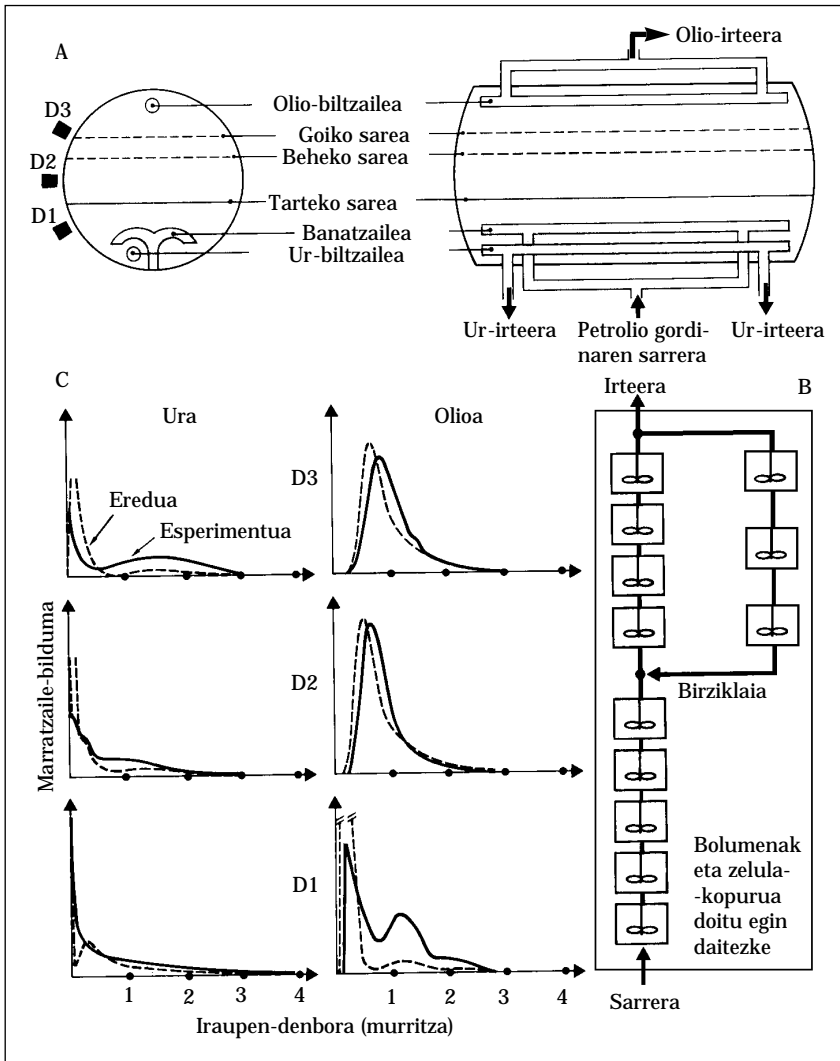 A
D3
D2
D1
Olio-irteera
Olio-biltzailea
Goiko sarea
Beheko sarea
Tarteko sarea
Banatzailea
Ur-biltzailea
Ur-irteera
Petrolio gordi-
naren sarrera
Ur-irteera
C
Ura
Olioa
Irteera
B
Eredua
Esperimentua
D3
Marratzaile-bilduma
D2
Birziklaia
D1
Bolumenak
eta zelula-
-kopurua
doitu egin
daitezke
1 2 3 4
1 2 3 4
Iraupen-denbora (murritza)
Sarrera